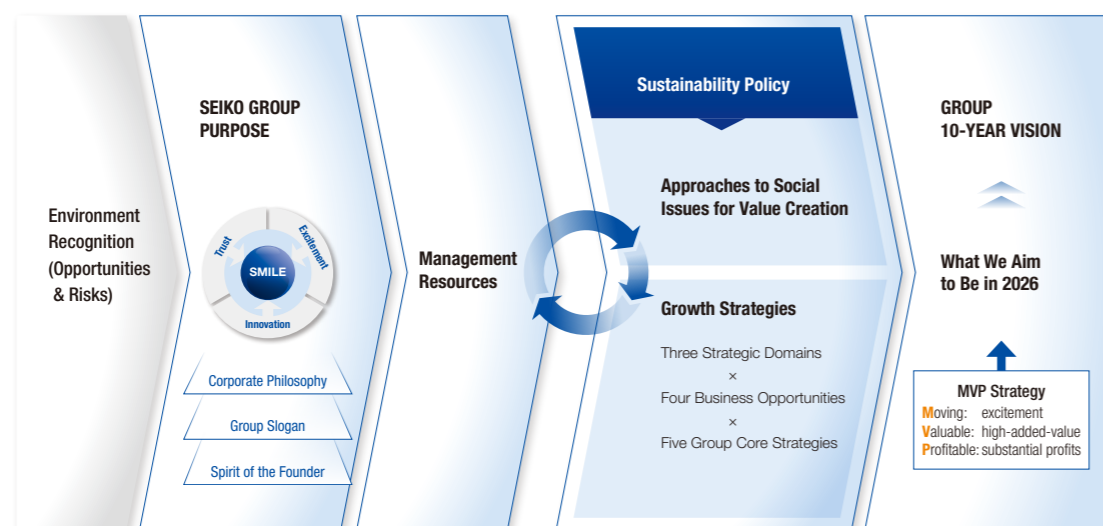 Environment
Recognition
(Opportunities
& Risks)
SEIKO GROUP
PURPOSE
Trust
Excitement
SMILE
Innovation
Corporate Philosophy
Group Slogan
Spirit of the Founder
Management
Resources
Sustainability Policy
Approaches to Social
Issues for Value Creation
Growth Strategies
Three Strategic Domains
×
Four Business Opportunities
×
Five Group Core Strategies
GROUP
10-YEAR VISION
What We Aim
to Be in 2026
MVP Strategy
Moving: excitement
Valuable: high-added-value
Profitable: substantial profits